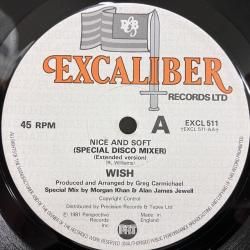 EXCALIBER
RECORDS LTD
45 RPM
A
EXCL 511
(EXCL-511-AA)
NICE AND SOFT
(SPECIAL DISCO MIXER)
(Extended version)
(K. Williams)
WISH
Produced and Arranged by Greg Carmichael
Special Mix by Morgan Khan & Alan James Jewell
Copyright Control
Distributed by Precision Records & Tapes Ltd
℗ 1981 Perspective
Records Inc
Made in
England